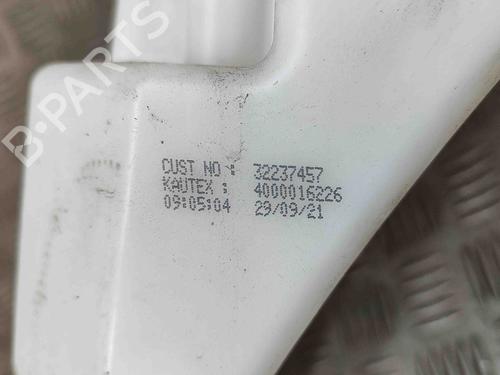 B-PARTS
CUST NO : 32237457
KAUTEX : 4000016226
09:05:04 29/09/21